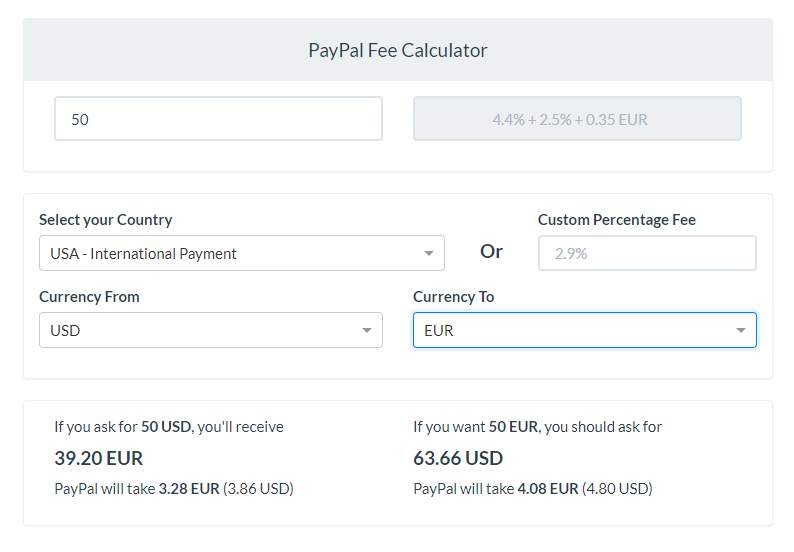 PayPal Fee Calculator
50
4.4% + 2.5% + 0.35 EUR
Select your Country
Custom Percentage Fee
USA - International Payment
Or
2.9%
Currency From
Currency To
USD
EUR
If you ask for 50 USD, you'll receive
39.20 EUR
PayPal will take 3.28 EUR (3.86 USD)
If you want 50 EUR, you should ask for
63.66 USD
PayPal will take 4.08 EUR (4.80 USD)